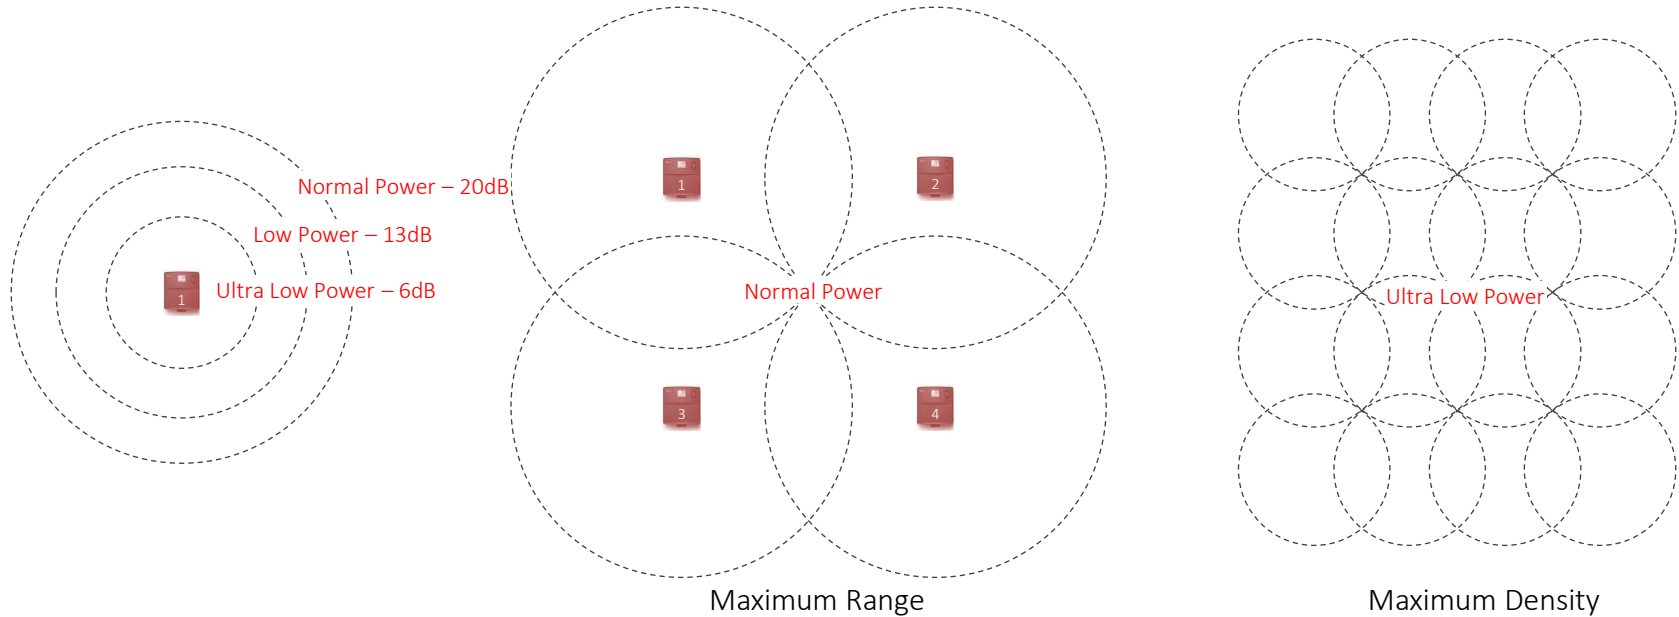 Normal Power – 20dB
Low Power – 13dB
Ultra Low Power – 6dB
1
1
2
Normal Power
3
4
Maximum Range
Ultra Low Power
Maximum Density